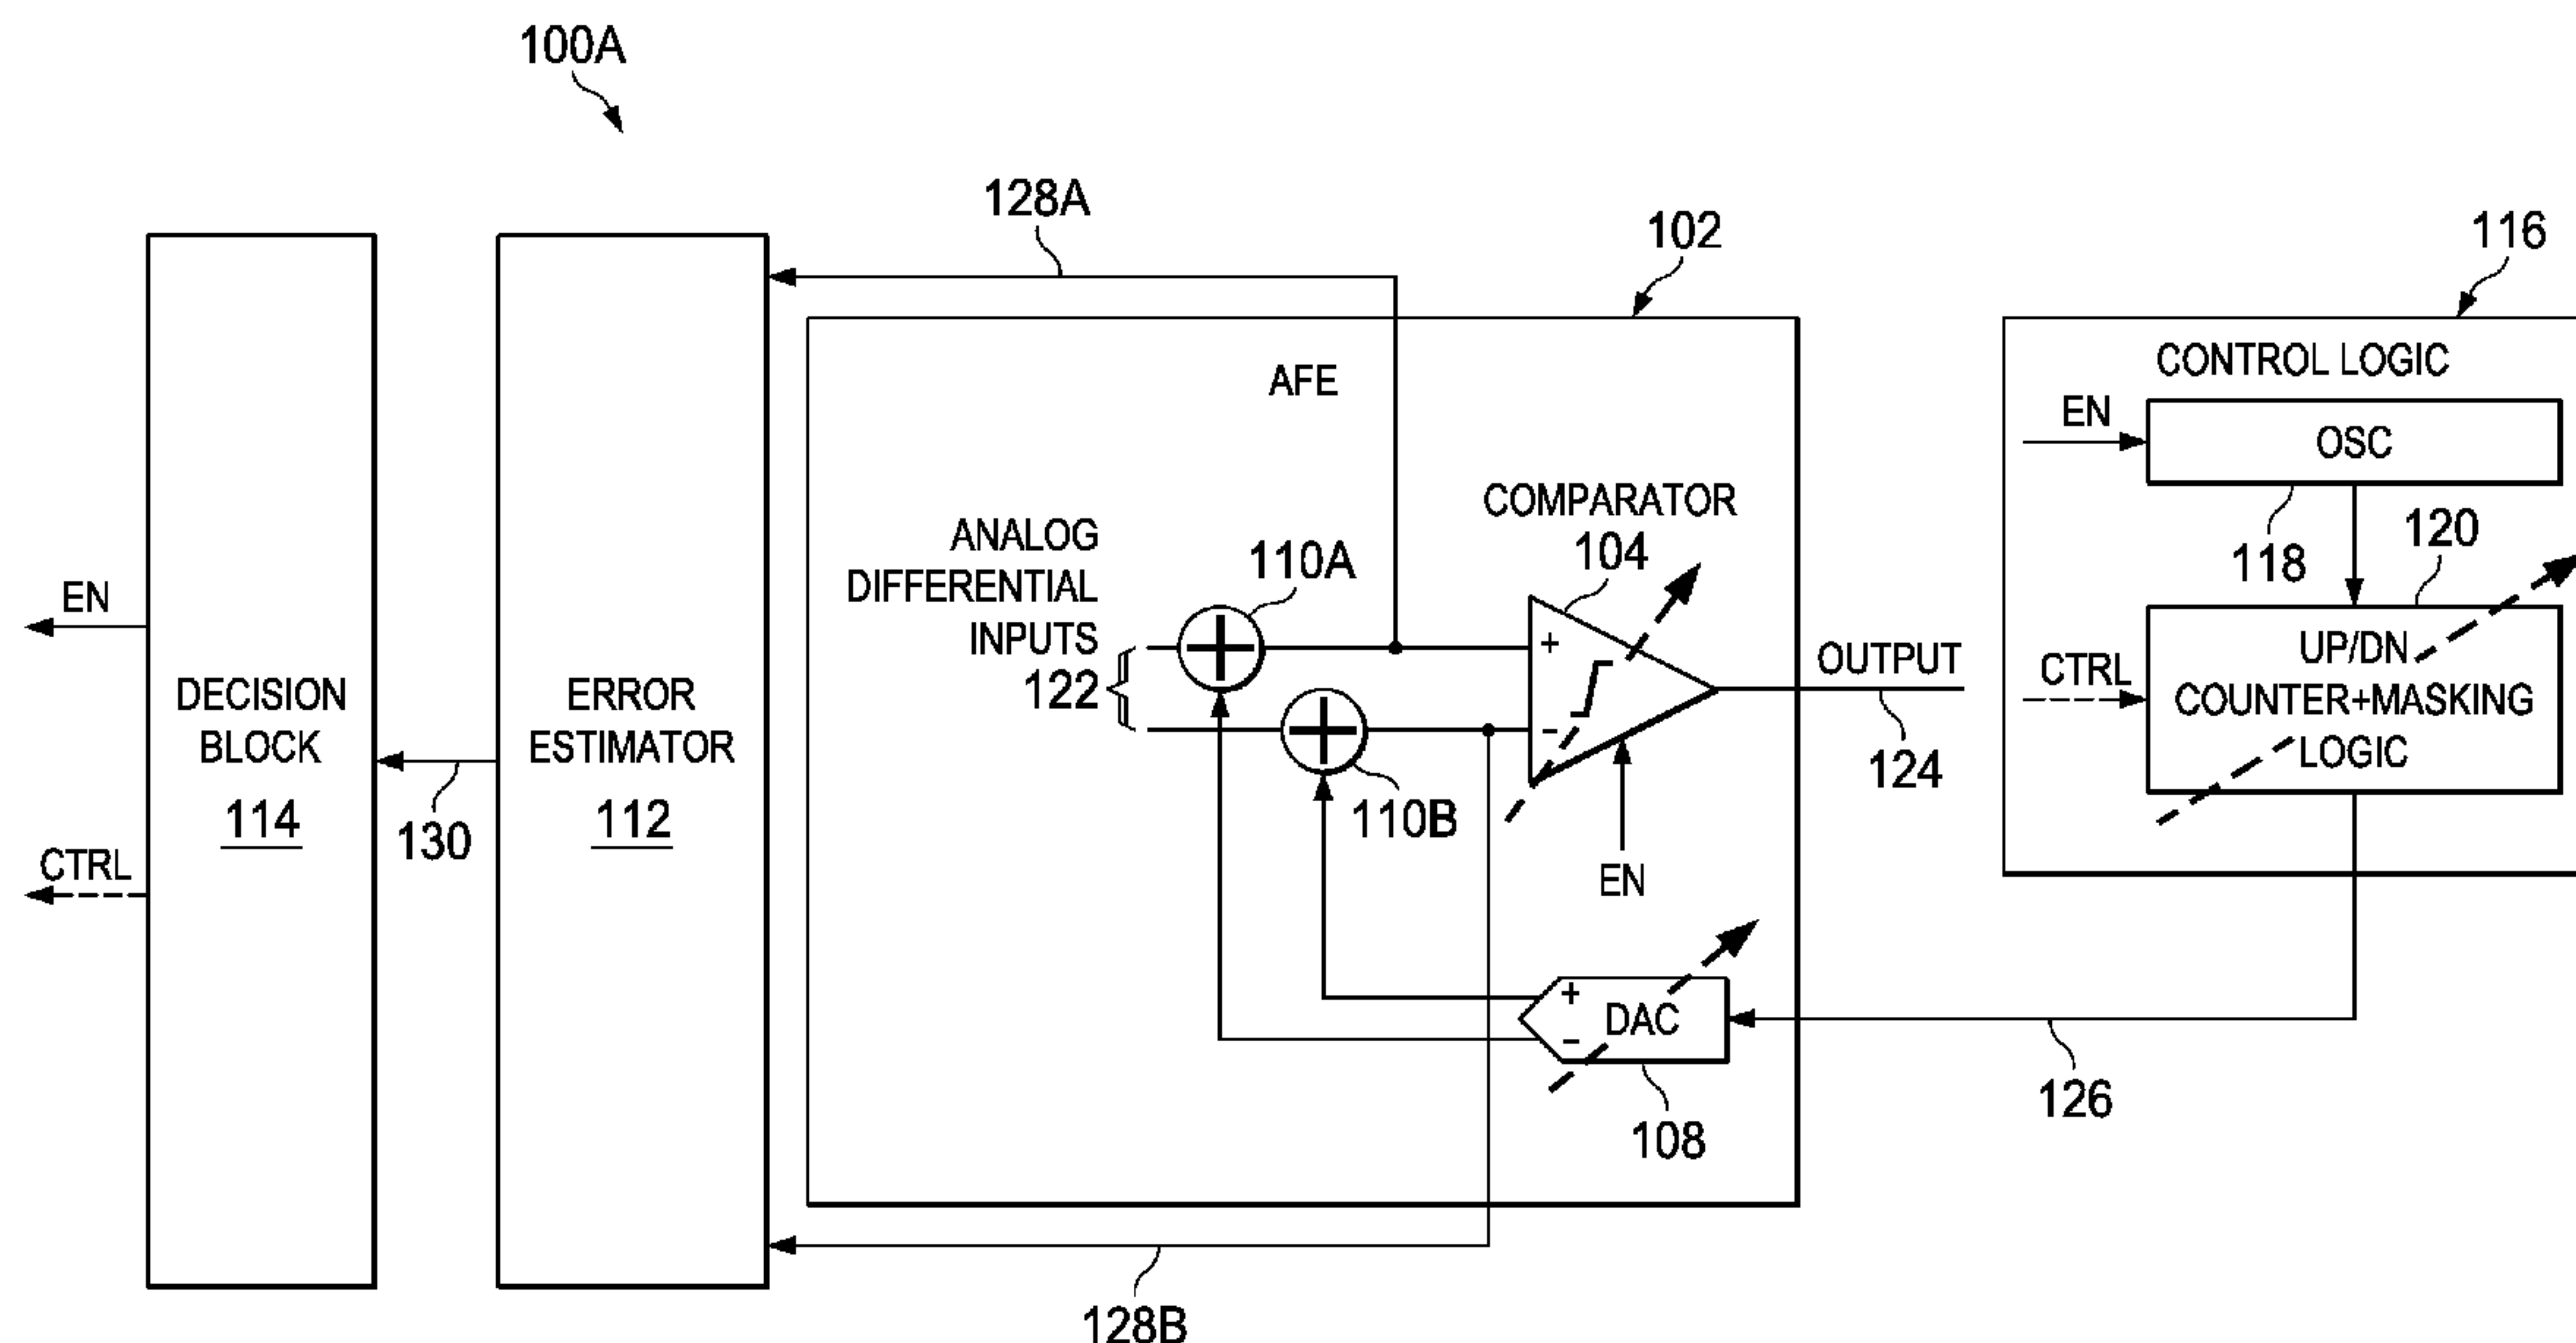 100A
128A
102
116
AFE
CONTROL LOGIC
EN
OSC
118
120
UP/DN
COUNTER+MASKING
LOGIC
CTRL
COMPARATOR
104
ANALOG
DIFFERENTIAL
INPUTS
122
110A
110B
+
-
EN
OUTPUT
124
+
DAC
-
108
126
EN
CTRL
DECISION
BLOCK
114
130
ERROR
ESTIMATOR
112
128B